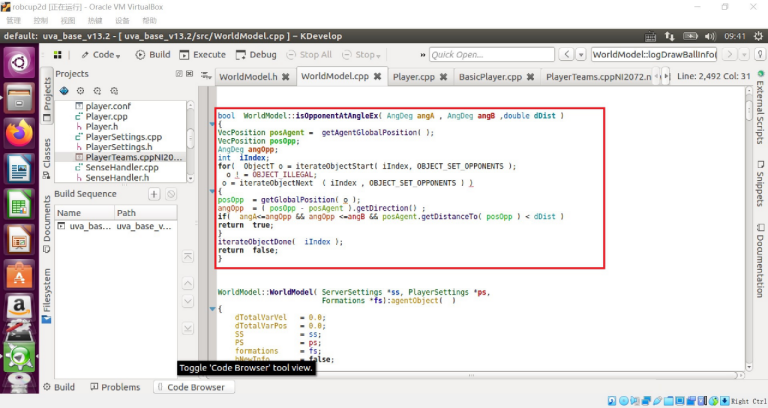 robcup2d [正在运行] - Oracle VM VirtualBox
管理 控制 视图 热键 设备 帮助
default: uva_base_v13.2 - [ uva_base_v13.2/src/WorldModel.cpp ] - KDevelop
09:41
Code Build Execute Debug Stop All Stop » Quick Open... WorldModel::logDrawBallInfo(
Projects
WorldModel.h WorldModel.cpp Player.cpp BasicPlayer.cpp PlayerTeams.cppNI2072.n Line: 2,492 Col: 31
Projects
Classes
Documents
Filesystem
player.conf
Player.cpp
Player.h
PlayerSettings.cpp
PlayerSettings.h
PlayerTeams.cppNI20...
SenseHandler.cpp
SenseHandler.h
Build Sequence
Name Path
uva_bas... uva_base_v...
bool WorldModel::isOpponentAtAngleEx( AngDeg angA , AngDeg angB ,double dDist )
{
VecPosition posAgent = getAgentGlobalPosition( );
VecPosition posOpp;
AngDeg angOpp;
int iIndex;
for( ObjectT o = iterateObjectStart( iIndex, OBJECT_SET_OPPONENTS );
o ! = OBJECT_ILLEGAL;
o = iterateObjectNext ( iIndex , OBJECT_SET_OPPONENTS ) )
{
posOpp = getGlobalPosition( o );
angOpp = ( posOpp - posAgent ).getDirection() ;
if( angA<=angOpp && angOpp <=angB && posAgent.getDistanceTo( posOpp ) < dDist )
return true;
}
iterateObjectDone( iIndex );
return false;
}
WorldModel::WorldModel( ServerSettings *ss, PlayerSettings *ps,
Formations *fs):agentObject( )
{
dTotalVarVel = 0.0;
dTotalVarPos = 0.0;
SS = ss;
PS = ps;
formations = fs;
bNewInfo = false;
External Scripts
Snippets
Documentation
Toggle 'Code Browser' tool view.
Build Problems Code Browser
Right Ctrl